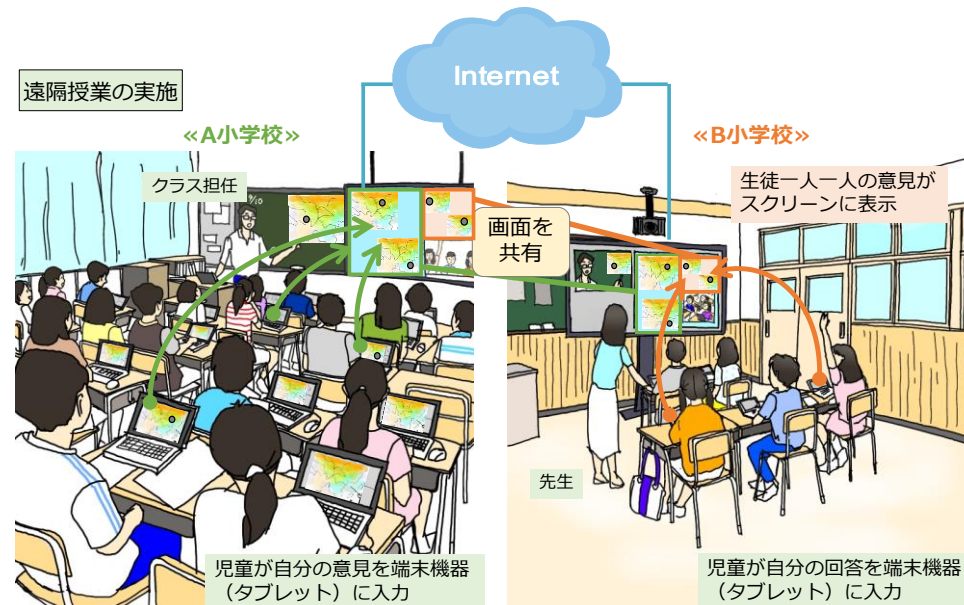 Internet
遠隔授業の実施
≪A小学校≫
≪B小学校≫
クラス担任
生徒一人一人の意見が
スクリーンに表示
画面を
共有
先生
児童が自分の意見を端末機器
（タブレット）に入力
児童が自分の回答を端末機器
（タブレット）に入力